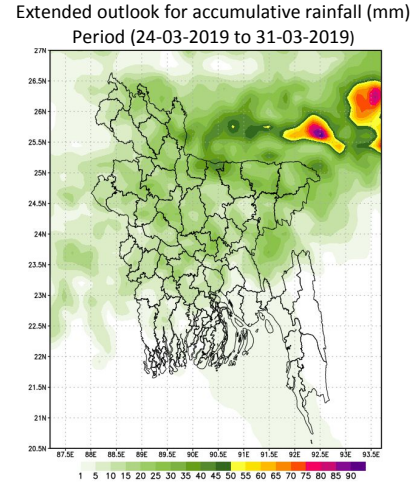 Extended outlook for accumulative rainfall (mm)
Period (24-03-2019 to 31-03-2019)
27N
26.5N
26N
25.5N
25N
24.5N
24N
23.5N
23N
22.5N
22N
21.5N
21N
20.5N
87.5E 88E 88.5E 89E 89.5E 90E 90.5E 91E 91.5E 92E 92.5E 93E 93.5E
1 5 10 15 20 25 30 35 40 45 50 55 60 65 70 75 80 85 90